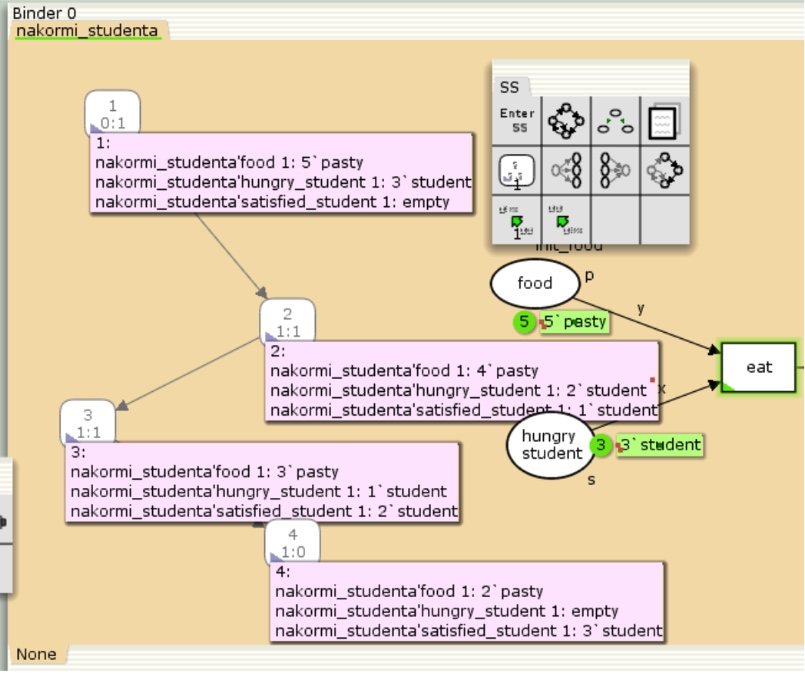 Binder 0
nakormi_studenta
1
0:1
1:
nakormi_studenta'food 1: 5`pasty
nakormi_studenta'hungry_student 1: 3`student
nakormi_studenta'satisfied_student 1: empty
SS
Enter
SS
1
1
init_food
food
p
5
5`pasty
y
eat
2
1:1
2:
nakormi_studenta'food 1: 4`pasty
nakormi_studenta'hungry_student 1: 2`student
nakormi_studenta'satisfied_student 1: 1`student
x
hungry
student
3
3`student
s
3
1:1
3:
nakormi_studenta'food 1: 3`pasty
nakormi_studenta'hungry_student 1: 1`student
nakormi_studenta'satisfied_student 1: 2`student
4
1:0
4:
nakormi_studenta'food 1: 2`pasty
nakormi_studenta'hungry_student 1: empty
nakormi_studenta'satisfied_student 1: 3`student
None